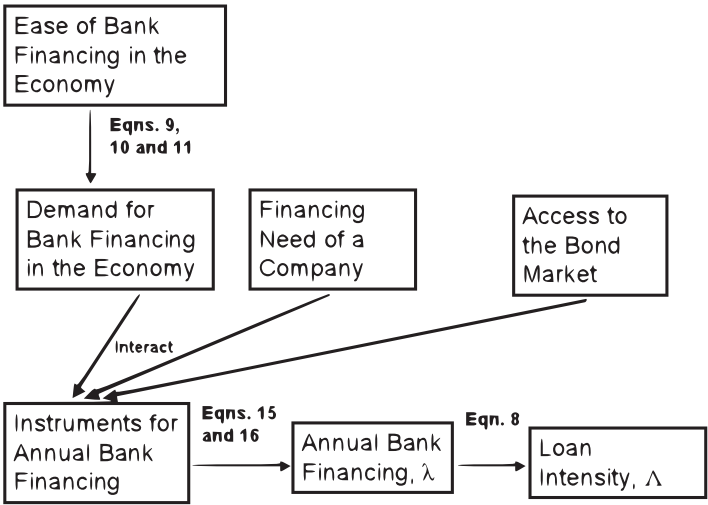 Ease of Bank
Financing in the
Economy
Eqns. 9,
10 and 11
Demand for
Bank Financing
in the Economy
Financing
Need of a
Company
Access to
the Bond
Market
Interact
Instruments for
Annual Bank
Financing
Eqns. 15
and 16
Annual Bank
Financing, λ
Eqn. 8
Loan
Intensity, Λ